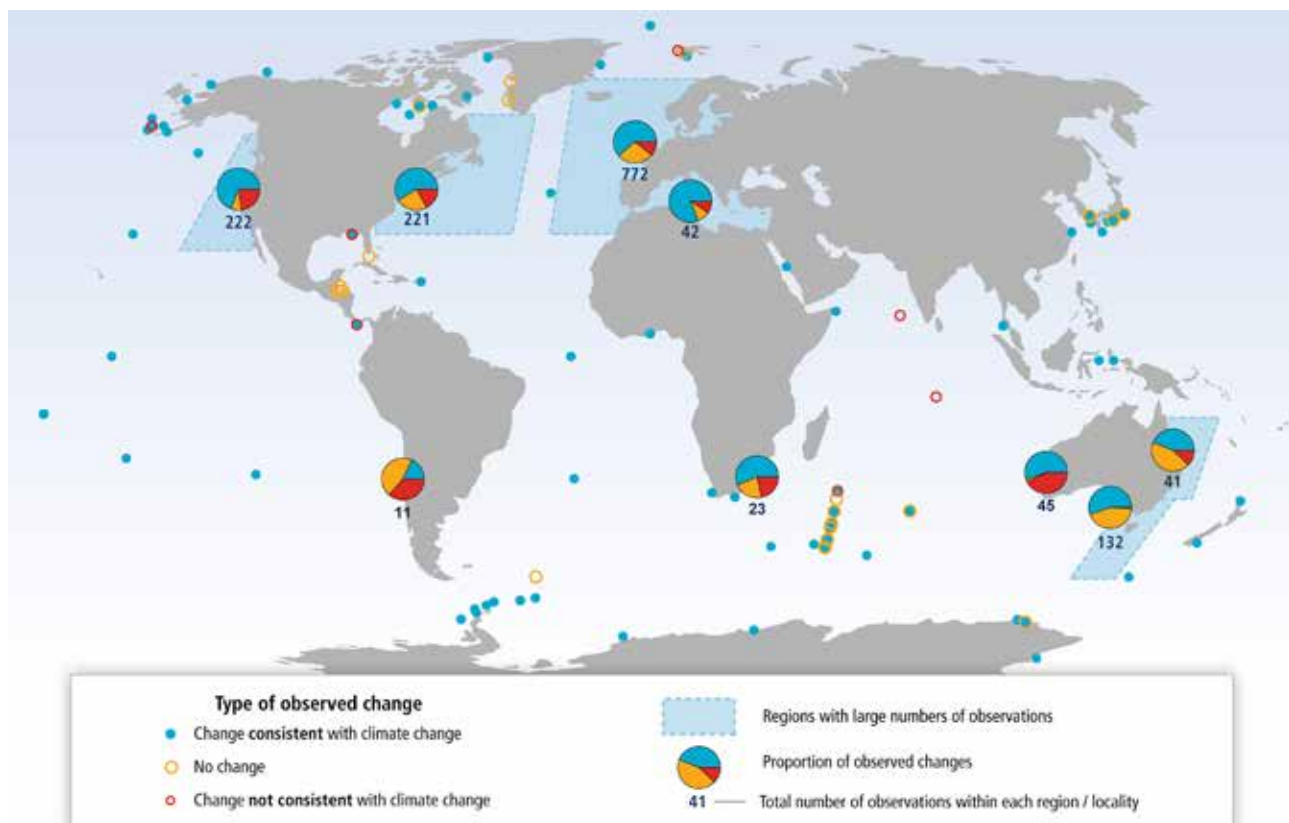 772
222
221
42
11
23
45
41
132
Type of observed change
Change consistent with climate change
No change
Change not consistent with climate change
Regions with large numbers of observations
Proportion of observed changes
41
Total number of observations within each region / locality